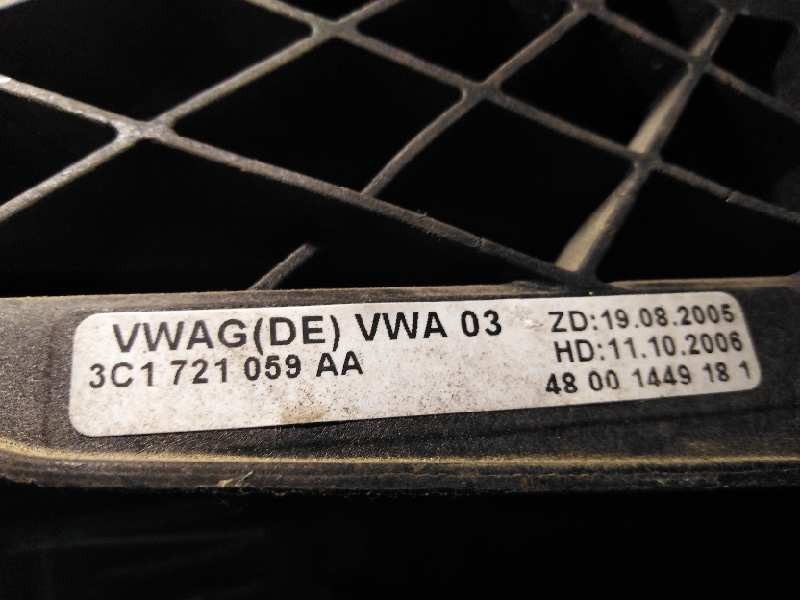 VWAG(DE) VWA 03
3C1 721 059 AA
ZD:19.08.2005
HD:11.10.2006
48 00 1449 18 1